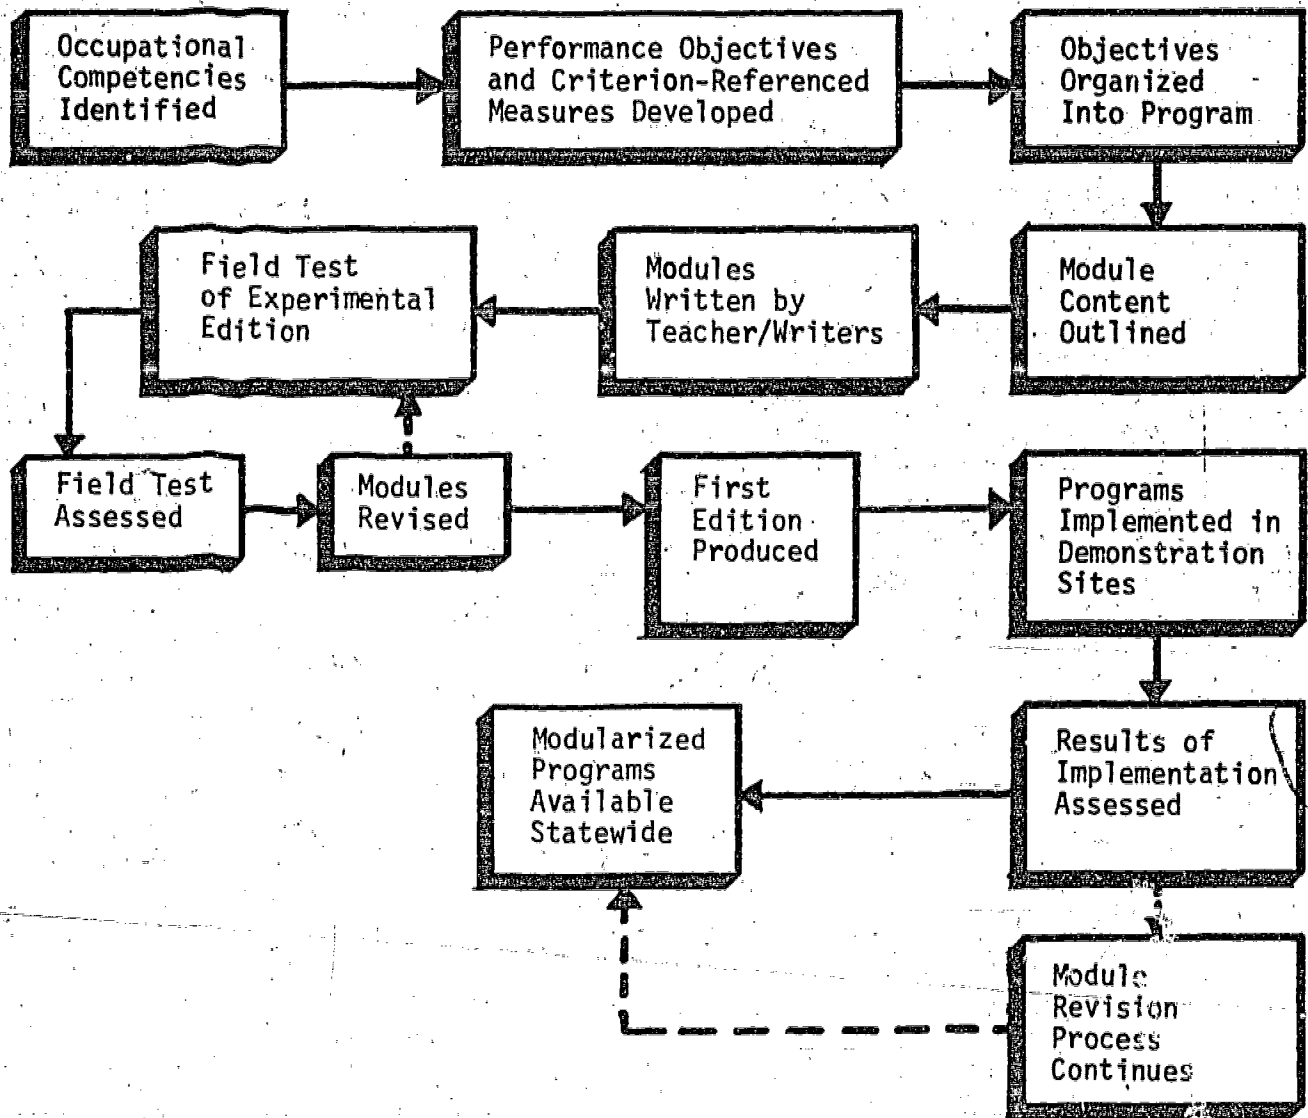 Occupational
Competencies
Identified
Performance Objectives
and Criterion-Referenced
Measures Developed
Objectives
Organized
Into Program
Module
Content
Outlined
Modules
Written by
Teacher/Writers
Field Test
of Experimental
Edition
Field Test
Assessed
Modules
Revised
First
Edition
Produced
Programs
Implemented in
Demonstration
Sites
Results of
Implementation
Assessed
Modularized
Programs
Available
Statewide
Module
Revision
Process
Continues